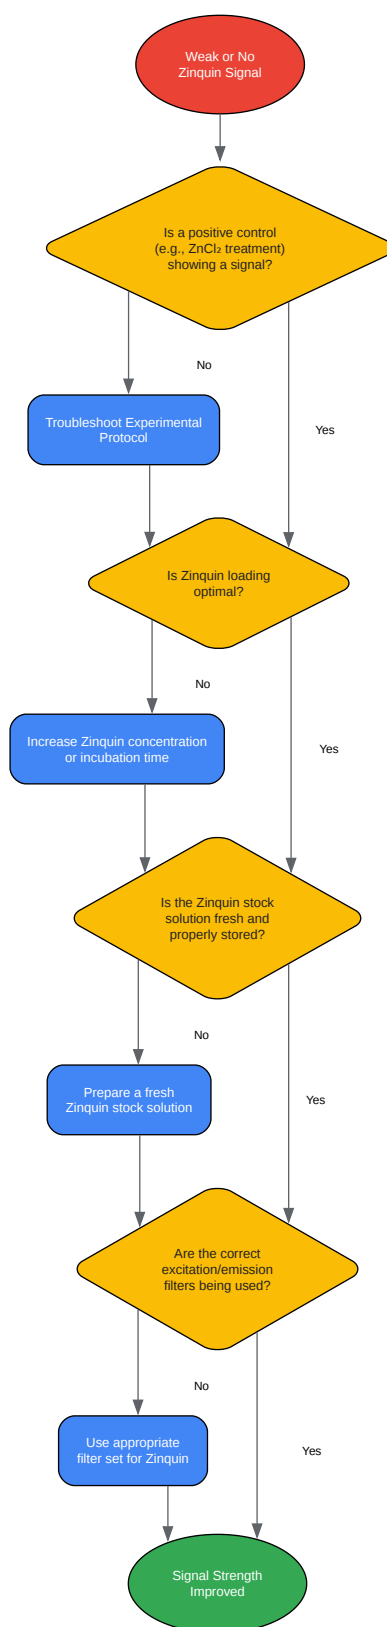 Weak or No
Zinquin Signal
Is a positive control
(e.g., ZnCl₂ treatment)
showing a signal?
No
Yes
Troubleshoot Experimental
Protocol
Is Zinquin loading
optimal?
No
Yes
Increase Zinquin concentration
or incubation time
Is the Zinquin stock
solution fresh and
properly stored?
No
Yes
Prepare a fresh
Zinquin stock solution
Are the correct
excitation/emission
filters being used?
No
Yes
Use appropriate
filter set for Zinquin
Signal Strength
Improved